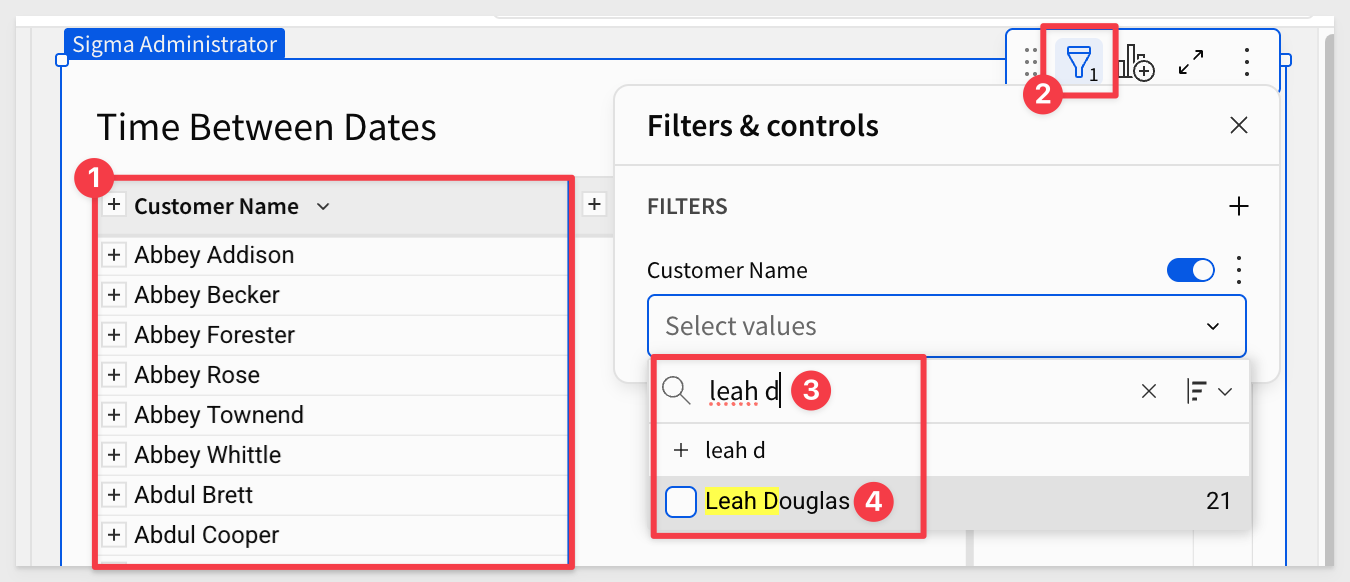 Sigma Administrator
1
2
Time Between Dates
Filters & controls
1
Customer Name
FILTERS
Abbey Addison
Customer Name
Abbey Becker
Abbey Forester
Select values
Abbey Rose
leah d
3
Abbey Townend
Abbey Whittle
leah d
Abdul Brett
Leah Douglas
4
21
Abdul Cooper